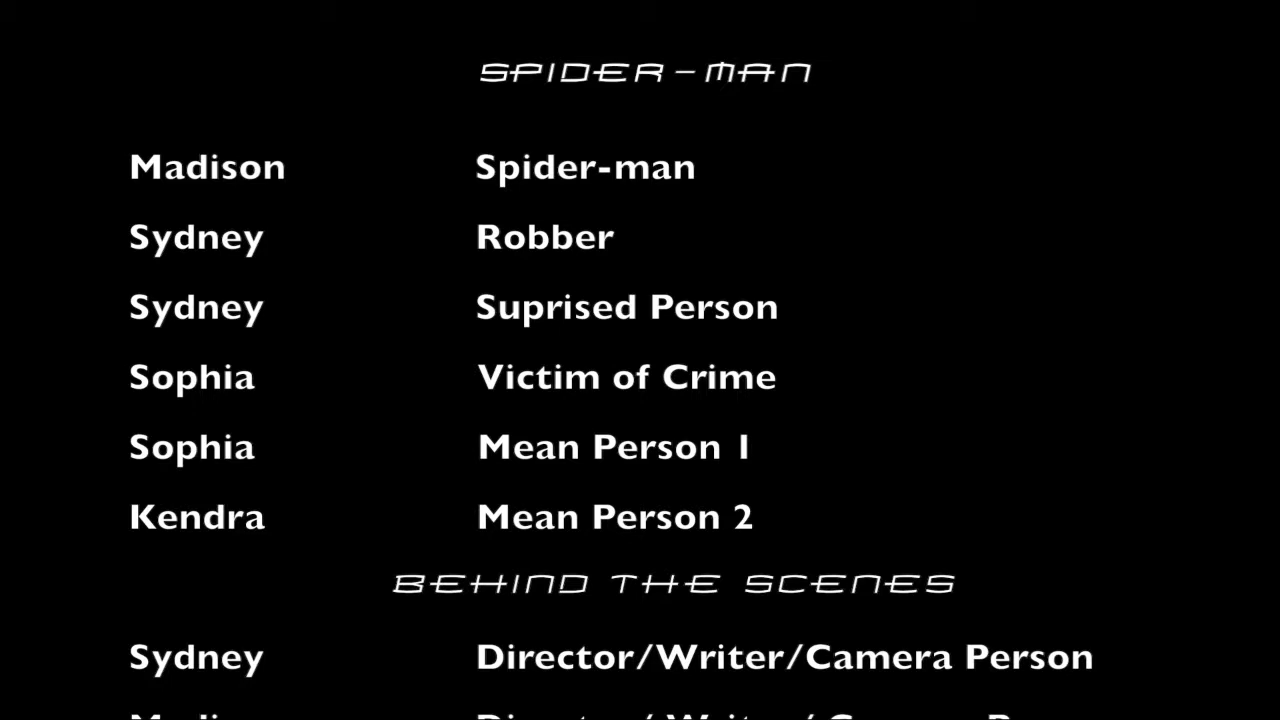 SPIDER-MAN
Madison Spider-man
Sydney Robber
Sydney Suprised Person
Sophia Victim of Crime
Sophia Mean Person 1
Kendra Mean Person 2
BEHIND THE SCENES
Sydney Director/Writer/Camera Person